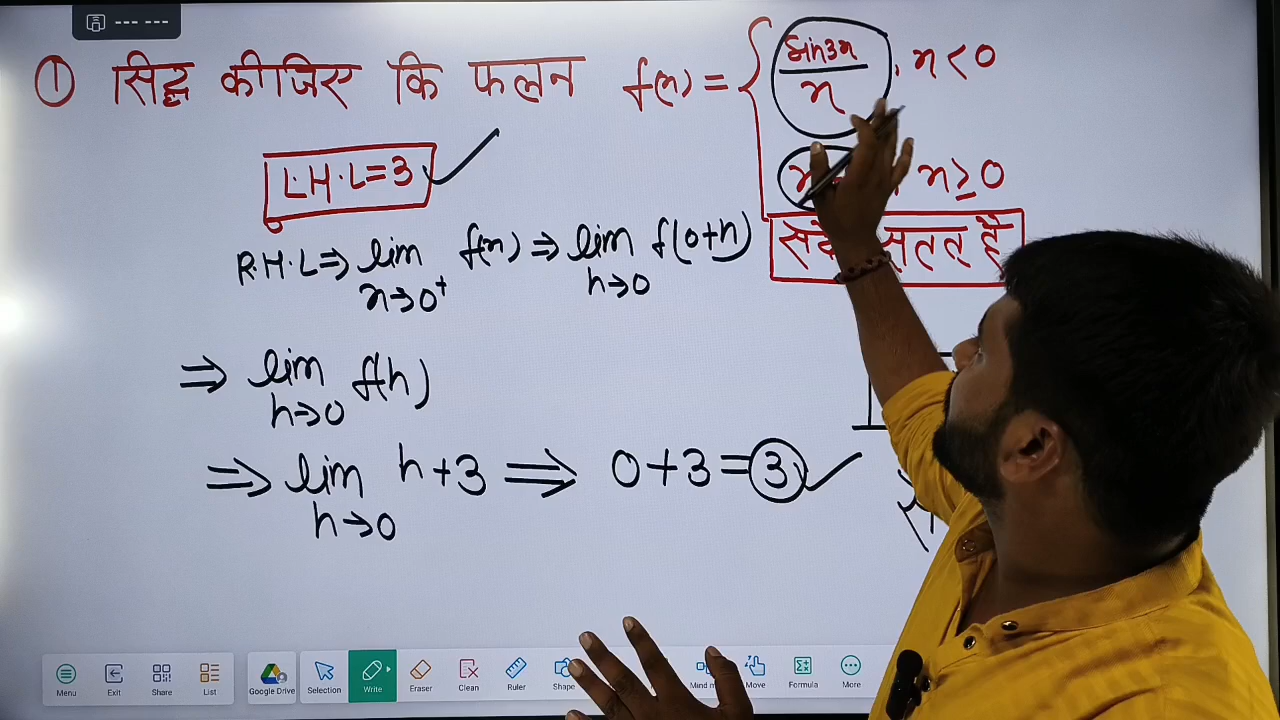 --- ---
① सिद्ध कीजिए कि फलन f(x) = { sin3x/x , x < 0
x ≥ 0
L.H.L=3 ✓
सतत है
R.H.L ⇒ lim x→0⁺ f(x) ⇒ lim h→0 f(0+h)
⇒ lim h→0 f(h)
⇒ lim h→0 h+3 ⇒ 0+3=3 ✓
Menu Exit Share List Google Drive Selection Write Eraser Clean Ruler Shape Move Formula More